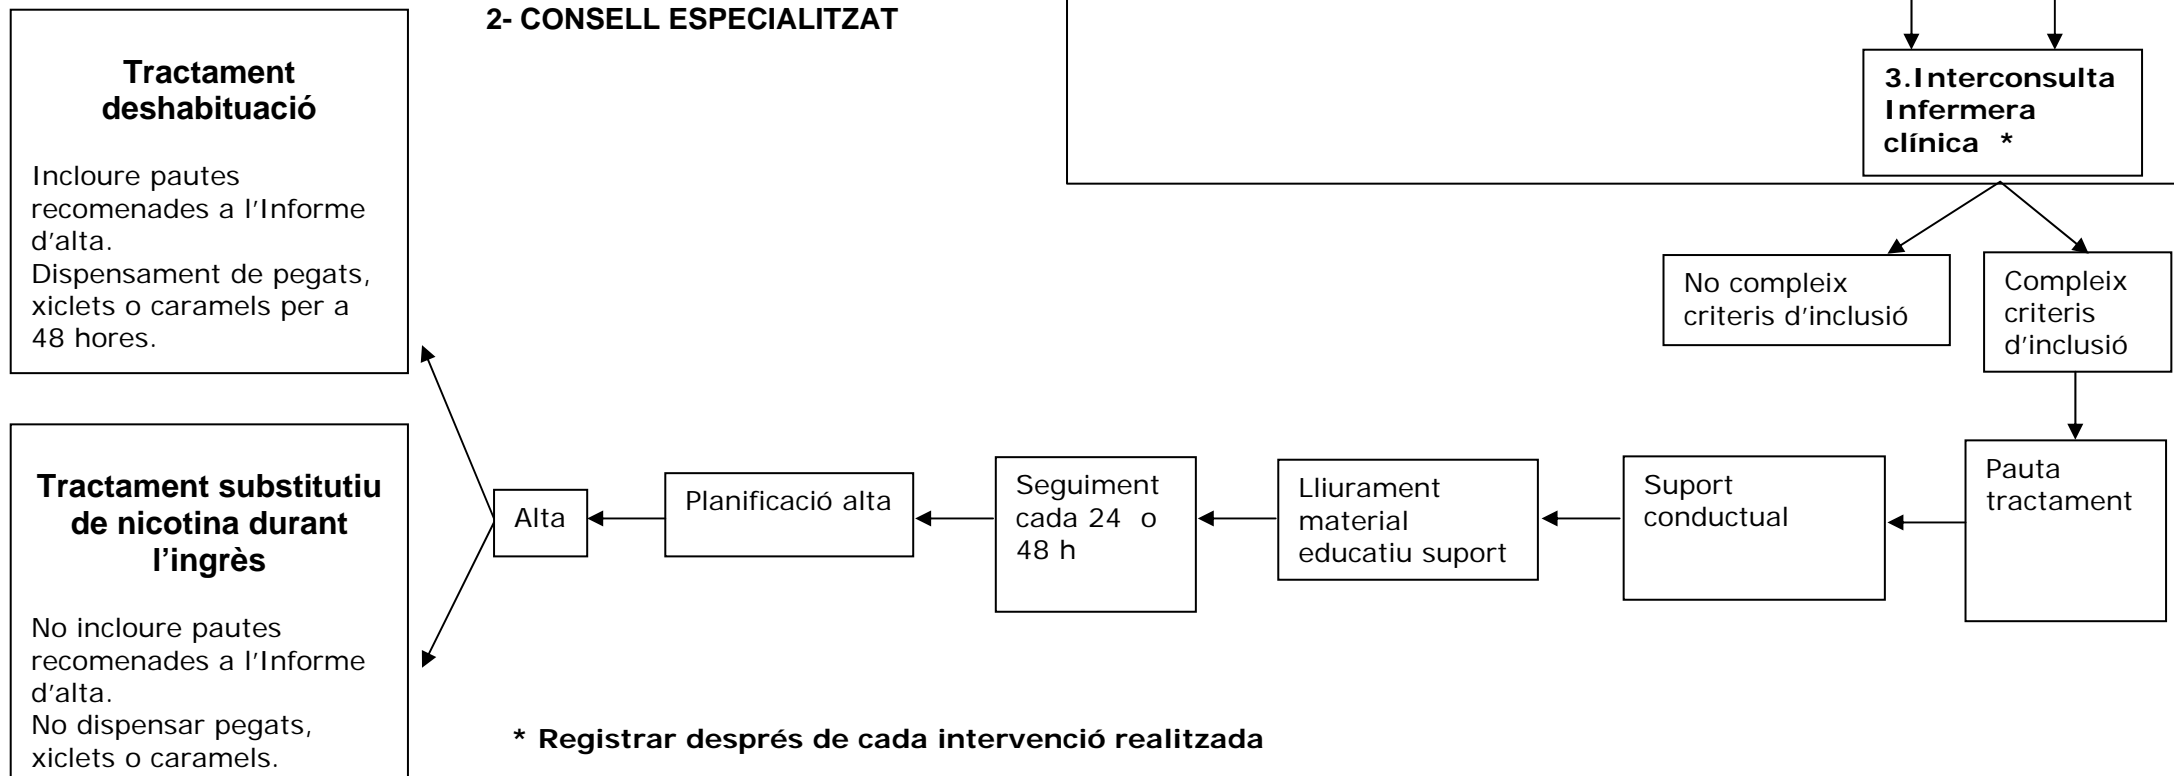 2- CONSELL ESPECIALITZAT
Tractament
deshabituació
Incloure pautes
recomenades a l’Informe
d’alta.
Dispensament de pegats,
xiclets o caramels per a
48 hores.
3.Interconsulta
Infermera
clínica *
No compleix
criteris d’inclusió
Compleix
criteris
d’inclusió
Pauta
tractament
Suport
conductual
Lliurament
material
educatiu suport
Seguiment
cada 24 o
48 h
Planificació alta
Alta
Tractament substitutiu
de nicotina durant
l’ingrès
No incloure pautes
recomenades a l’Informe
d’alta.
No dispensar pegats,
xiclets o caramels.
* Registrar després de cada intervenció realitzada